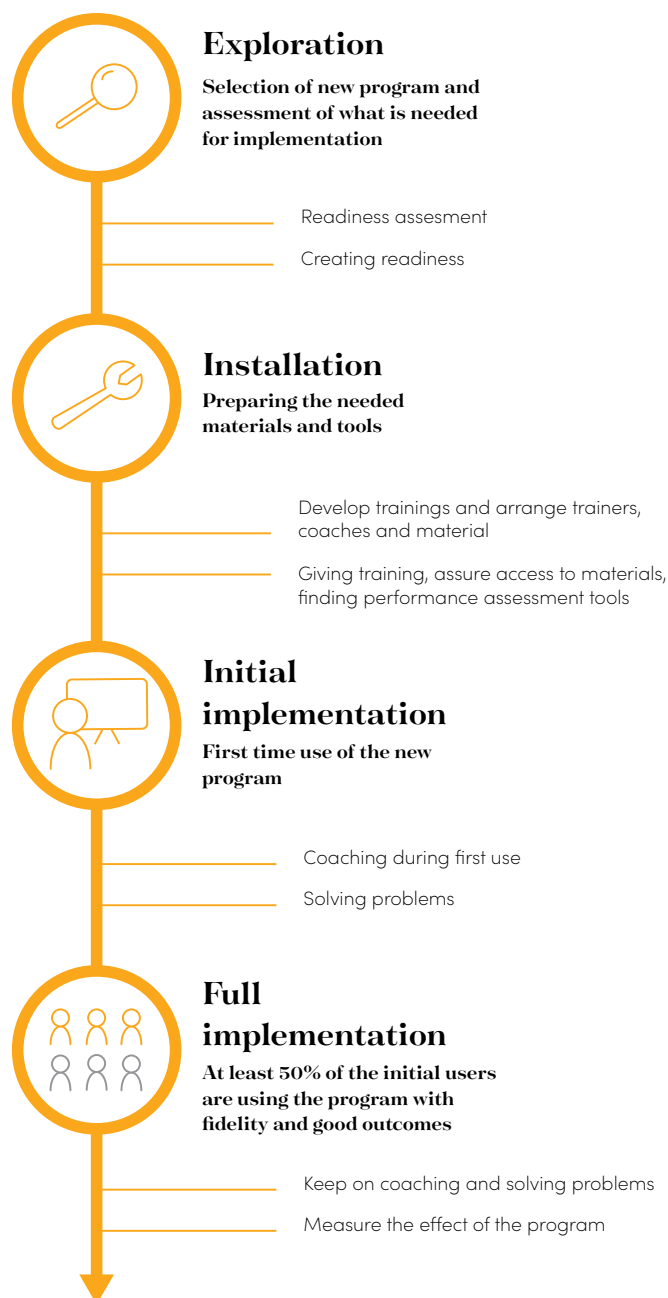 Exploration
Selection of new program and
assessment of what is needed
for implementation
Readiness assesment
Creating readiness
Installation
Preparing the needed
materials and tools
Develop trainings and arrange trainers,
coaches and material
Giving training, assure access to materials,
finding performance assessment tools
Initial
implementation
First time use of the new
program
Coaching during first use
Solving problems
Full
implementation
At least 50% of the initial users
are using the program with
fidelity and good outcomes
Keep on coaching and solving problems
Measure the effect of the program